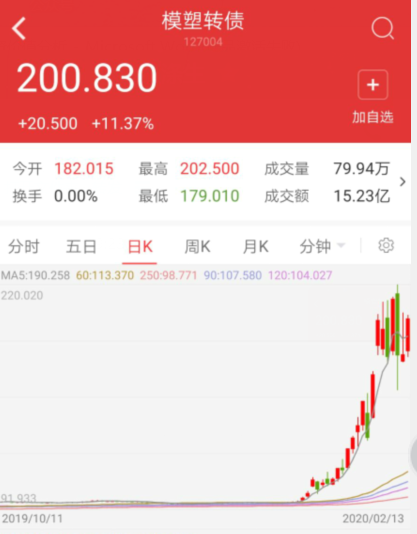 模塑转债
127004
200.830
+20.500 +11.37%
加自选
今开 182.015 最高 202.500 成交量 79.94万
换手 0.00% 最低 179.010 成交额 15.23亿
分时 五日 日K 周K 月K 分钟
MA5:190.258 60:113.370 250:98.771 90:107.580 120:104.027
220.020
91.933
2019/10/11 2020/02/13